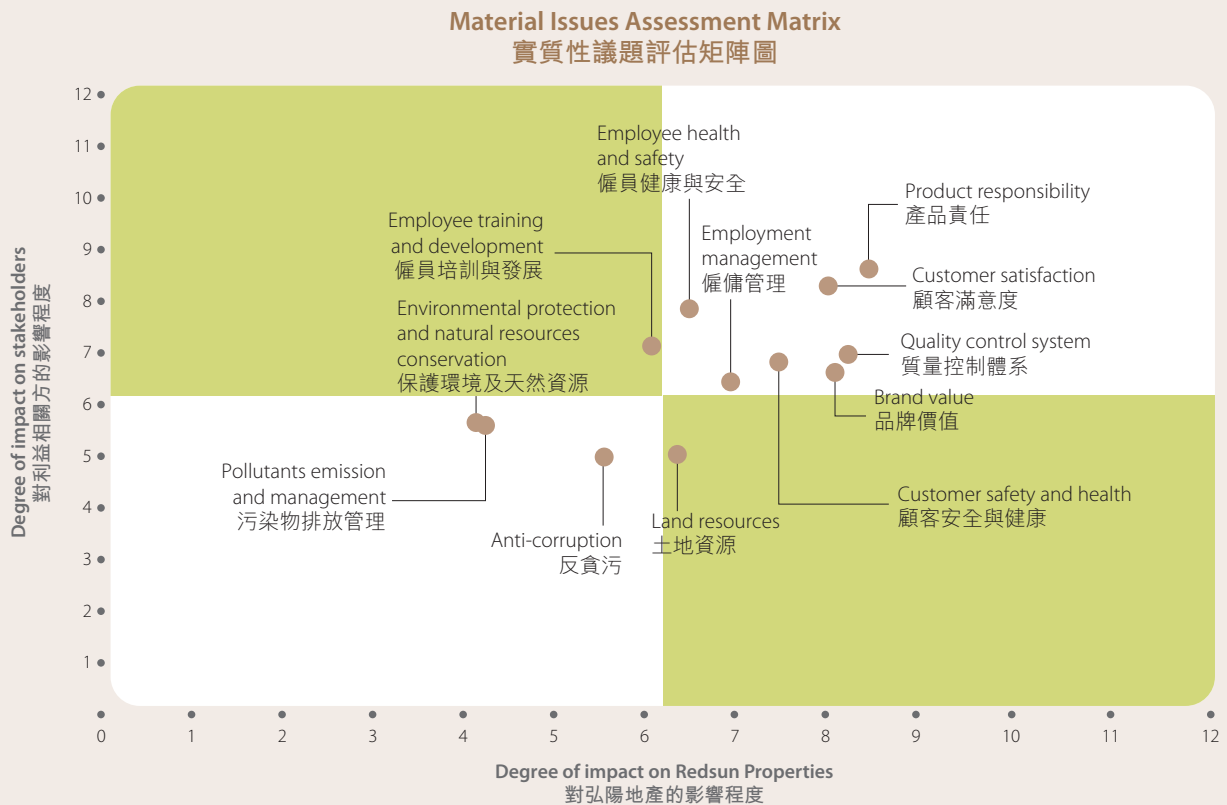 Material Issues Assessment Matrix
實質性議題評估矩陣圖
Degree of impact on stakeholders
對利益相關方的影響程度
12
11
10
9
8
7
6
5
4
3
2
1
Employee health
and safety
僱員健康與安全
Product responsibility
產品責任
Employee training
and development
僱員培訓與發展
Employment
management
僱傭管理
Customer satisfaction
顧客滿意度
Environmental protection
and natural resources
conservation
保護環境及天然資源
Quality control system
質量控制體系
Brand value
品牌價值
Pollutants emission
and management
污染物排放管理
Customer safety and health
顧客安全與健康
Anti-corruption
反貪污
Land resources
土地資源
0
1
2
3
4
5
6
7
8
9
10
11
12
Degree of impact on Redsun Properties
對弘陽地產的影響程度